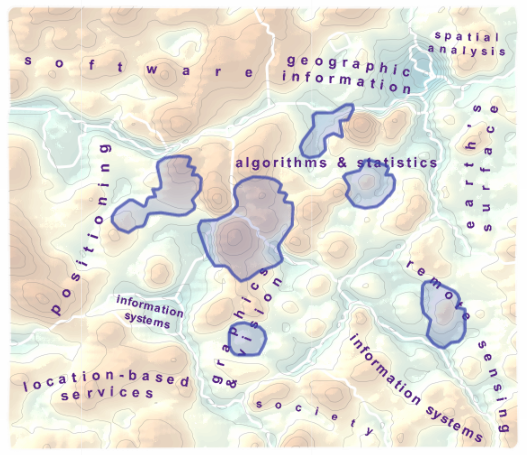 software
geographic
information
spatial
analysis
earth's
surface
algorithms & statistics
positioning
information
systems
graphics
& vision
remove sensing
location-based
services
society
information systems